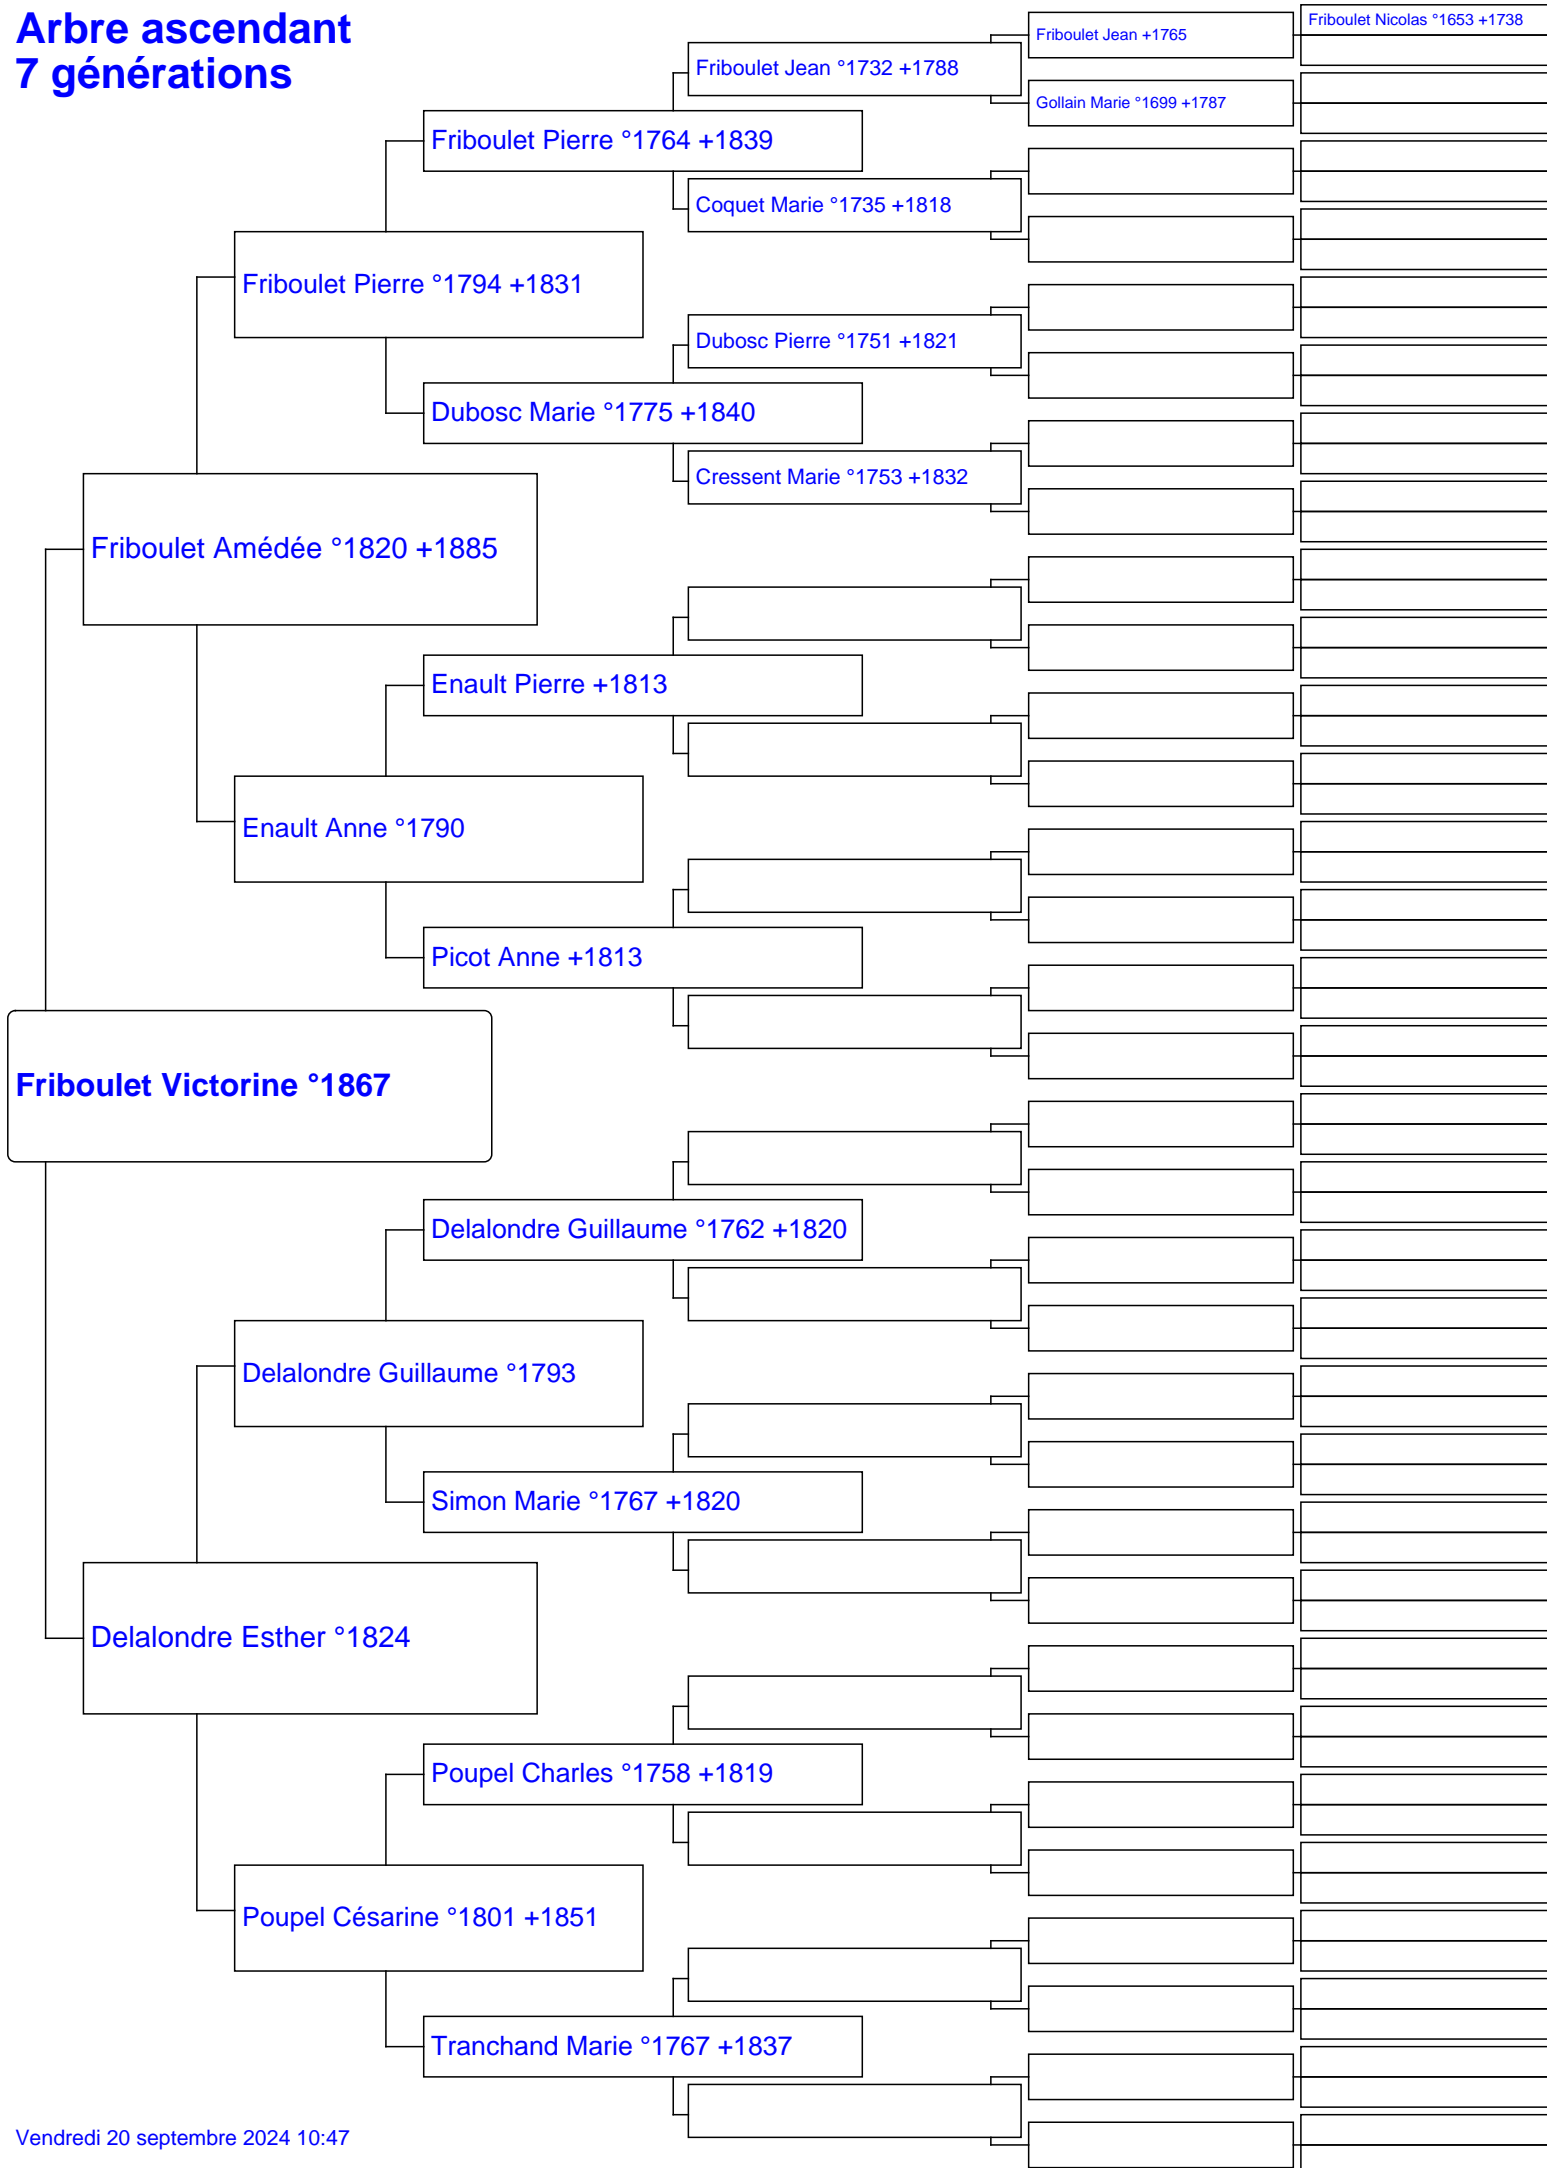 Arbre ascendant
7 générations
Friboulet Nicolas °1653 +1738
Friboulet Jean +1765
Friboulet Jean °1732 +1788
Gollain Marie °1699 +1787
Friboulet Pierre °1764 +1839
Coquet Marie °1735 +1818
Friboulet Pierre °1794 +1831
Dubosc Pierre °1751 +1821
Dubosc Marie °1775 +1840
Cressent Marie °1753 +1832
Friboulet Amédée °1820 +1885
Enault Pierre +1813
Enault Anne °1790
Picot Anne +1813
Friboulet Victorine °1867
Delalondre Guillaume °1762 +1820
Delalondre Guillaume °1793
Simon Marie °1767 +1820
Delalondre Esther °1824
Poupel Charles °1758 +1819
Poupel Césarine °1801 +1851
Tranchand Marie °1767 +1837
Vendredi 20 septembre 2024 10:47